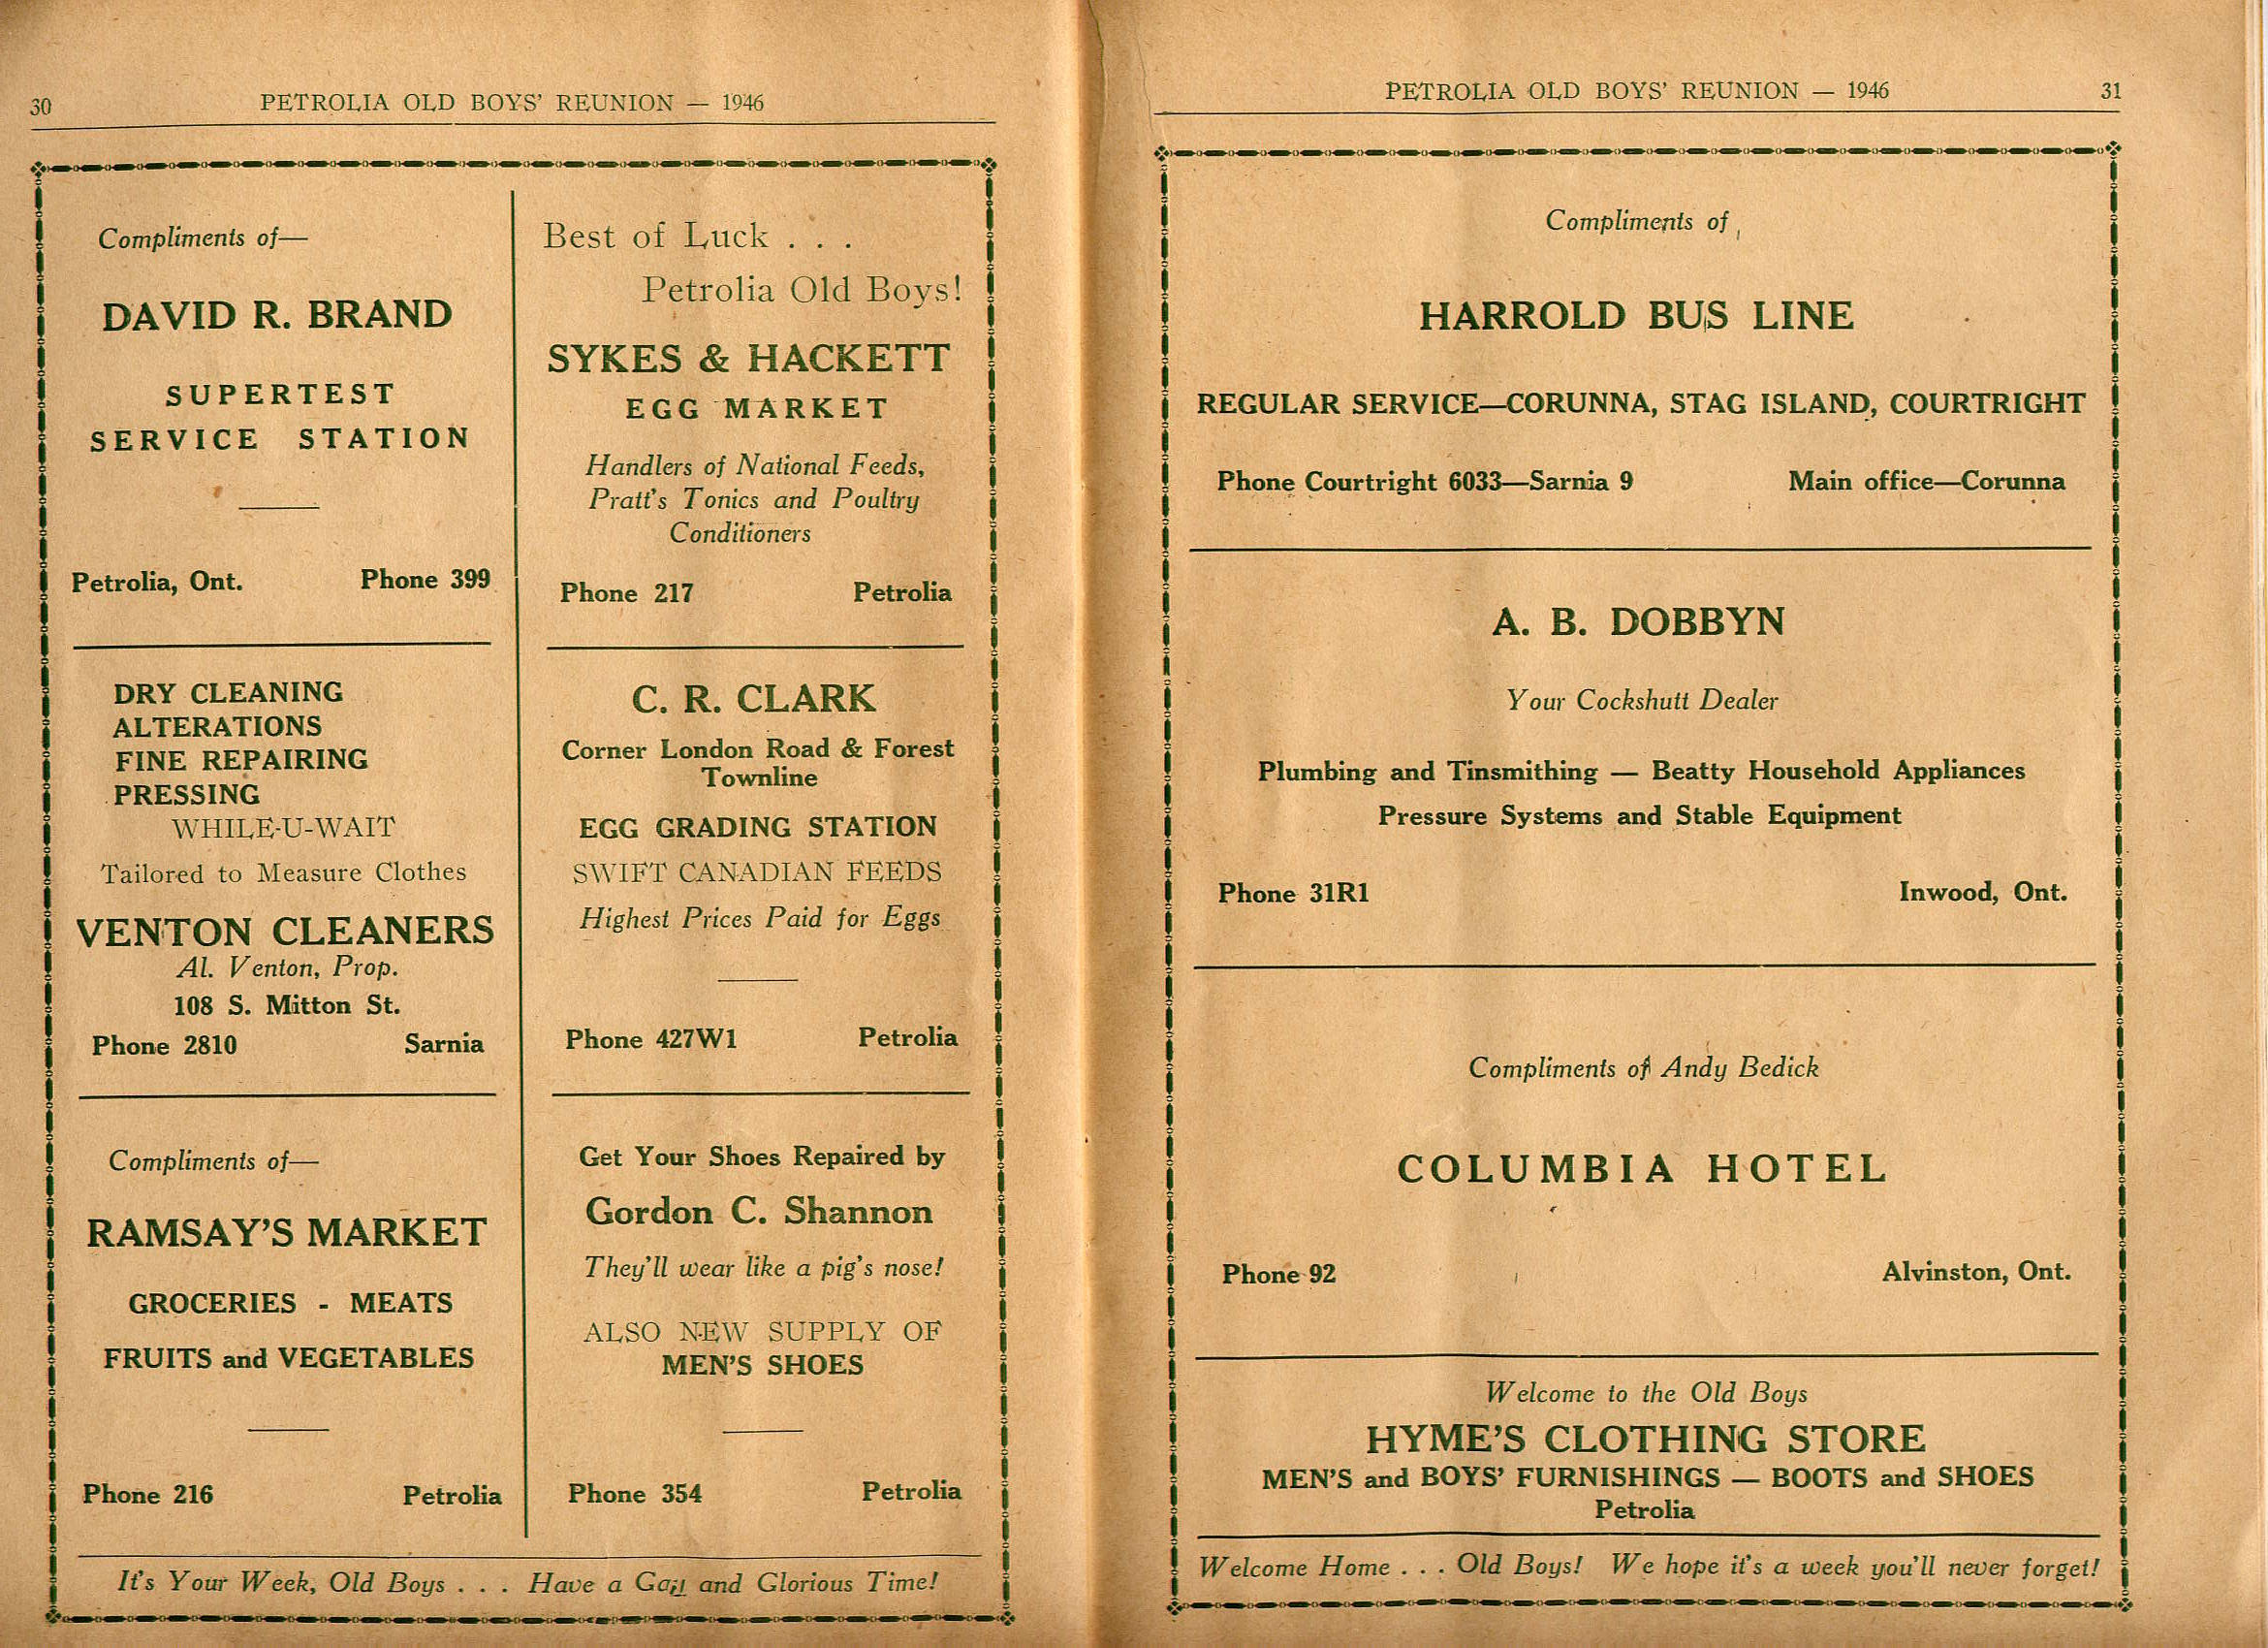 30
PETROLIA OLD BOYS' REUNION — 1946
Compliments of—
DAVID R. BRAND
SUPERTEST
SERVICE STATION
Petrolia, Ont. Phone 399
DRY CLEANING
ALTERATIONS
FINE REPAIRING
PRESSING
WHILE-U-WAIT
Tailored to Measure Clothes
VENTON CLEANERS
Al. Venton, Prop.
108 S. Mitton St.
Phone 2810 Sarnia
Compliments of—
RAMSAY'S MARKET
GROCERIES - MEATS
FRUITS and VEGETABLES
Phone 216 Petrolia
Best of Luck . . .
Petrolia Old Boys!
SYKES & HACKETT
EGG MARKET
Handlers of National Feeds,
Pratt's Tonics and Poultry
Conditioners
Phone 217 Petrolia
C. R. CLARK
Corner London Road & Forest
Townline
EGG GRADING STATION
SWIFT CANADIAN FEEDS
Highest Prices Paid for Eggs
Phone 427W1 Petrolia
Get Your Shoes Repaired by
Gordon C. Shannon
They'll wear like a pig's nose!
ALSO NEW SUPPLY OF
MEN'S SHOES
Phone 354 Petrolia
It's Your Week, Old Boys . . . Have a Gay and Glorious Time!
PETROLIA OLD BOYS' REUNION — 1946
31
Compliments of
HARROLD BUS LINE
REGULAR SERVICE—CORUNNA, STAG ISLAND, COURTRIGHT
Phone Courtright 6033—Sarnia 9 Main office—Corunna
A. B. DOBBYN
Your Cockshutt Dealer
Plumbing and Tinsmithing — Beatty Household Appliances
Pressure Systems and Stable Equipment
Phone 31R1 Inwood, Ont.
Compliments of Andy Bedick
COLUMBIA HOTEL
Phone 92 Alvinston, Ont.
Welcome to the Old Boys
HYME'S CLOTHING STORE
MEN'S and BOYS' FURNISHINGS — BOOTS and SHOES
Petrolia
Welcome Home . . . Old Boys! We hope it's a week you'll never forget!